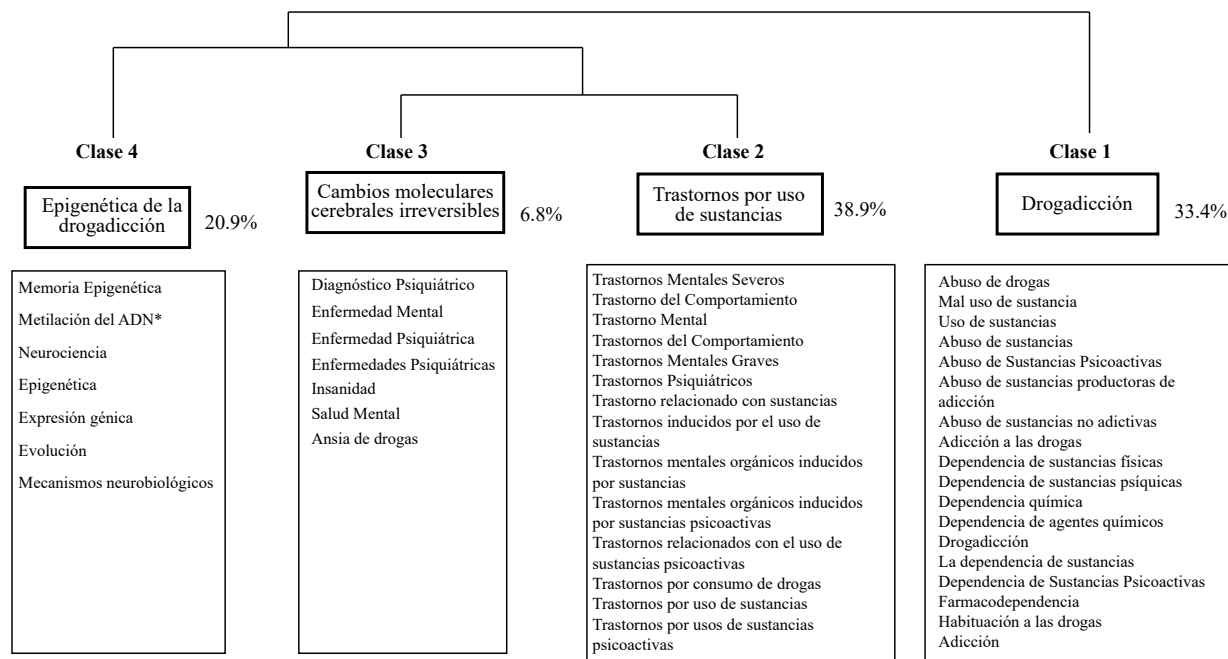 Clase 4
Epigenética de la
drogadicción
20.9%
Memoria Epigenética
Metilación del ADN*
Neurociencia
Epigenética
Expresión génica
Evolución
Mecanismos neurobiológicos
Clase 3
Cambios moleculares
cerebrales irreversibles
6.8%
Diagnóstico Psiquiátrico
Enfermedad Mental
Enfermedad Psiquiátrica
Enfermedades Psiquiátricas
Insanidad
Salud Mental
Ansia de drogas
Clase 2
Trastornos por uso
de sustancias
38.9%
Trastornos Mentales Severos
Trastorno del Comportamiento
Trastorno Mental
Trastornos del Comportamiento
Trastornos Mentales Graves
Trastornos Psiquiátricos
Trastorno relacionado con sustancias
Trastornos inducidos por el uso de
sustancias
Trastornos mentales orgánicos inducidos
por sustancias
Trastornos mentales orgánicos inducidos
por sustancias psicoactivas
Trastornos relacionados con el uso de
sustancias psicoactivas
Trastornos por consumo de drogas
Trastornos por uso de sustancias
Trastornos por usos de sustancias
psicoactivas
Clase 1
Drogadicción
33.4%
Abuso de drogas
Mal uso de sustancia
Uso de sustancias
Abuso de sustancias
Abuso de Sustancias Psicoactivas
Abuso de sustancias productoras de
adicción
Abuso de sustancias no adictivas
Adicción a las drogas
Dependencia de sustancias físicas
Dependencia de sustancias psíquicas
Dependencia química
Dependencia de agentes químicos
Drogadicción
La dependencia de sustancias
Dependencia de Sustancias Psicoactivas
Farmacodependencia
Habituación a las drogas
Adicción